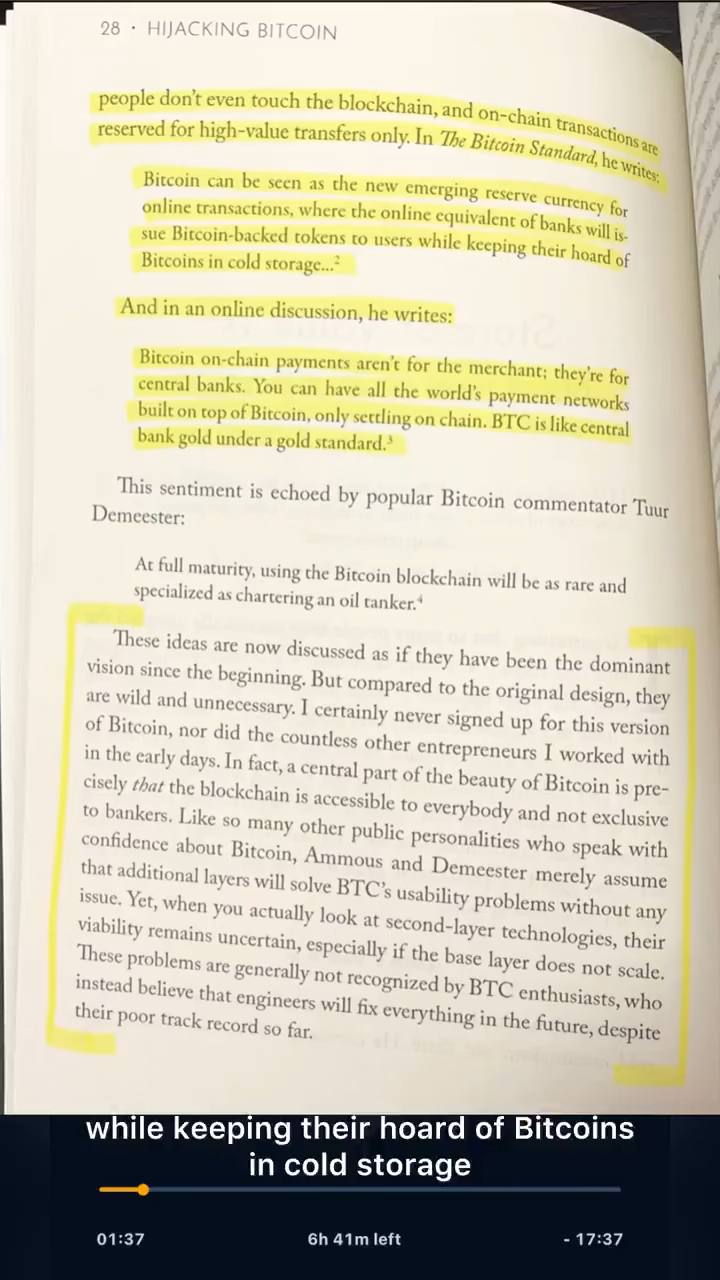 28 • HIJACKING BITCOIN
people don't even touch the blockchain, and on-chain transactions are
reserved for high-value transfers only. In The Bitcoin Standard, he writes:
Bitcoin can be seen as the new emerging reserve currency for
online transactions, where the online equivalent of banks will is-
sue Bitcoin-backed tokens to users while keeping their hoard of
Bitcoins in cold storage...²
And in an online discussion, he writes:
Bitcoin on-chain payments aren't for the merchant; they're for
central banks. You can have all the world's payment networks
built on top of Bitcoin, only settling on chain. BTC is like central
bank gold under a gold standard.³
This sentiment is echoed by popular Bitcoin commentator Tuur
Demeester:
At full maturity, using the Bitcoin blockchain will be as rare and
specialized as chartering an oil tanker.⁴
These ideas are now discussed as if they have been the dominant
vision since the beginning. But compared to the original design, they
are wild and unnecessary. I certainly never signed up for this version
of Bitcoin, nor did the countless other entrepreneurs I worked with
in the early days. In fact, a central part of the beauty of Bitcoin is pre-
cisely that the blockchain is accessible to everybody and not exclusive
to bankers. Like so many other public personalities who speak with
confidence about Bitcoin, Ammous and Demeester merely assume
that additional layers will solve BTC's usability problems without any
issue. Yet, when you actually look at second-layer technologies, their
viability remains uncertain, especially if the base layer does not scale.
These problems are generally not recognized by BTC enthusiasts, who
instead believe that engineers will fix everything in the future, despite
their poor track record so far.
while keeping their hoard of Bitcoins
in cold storage
01:37 6h 41m left - 17:37